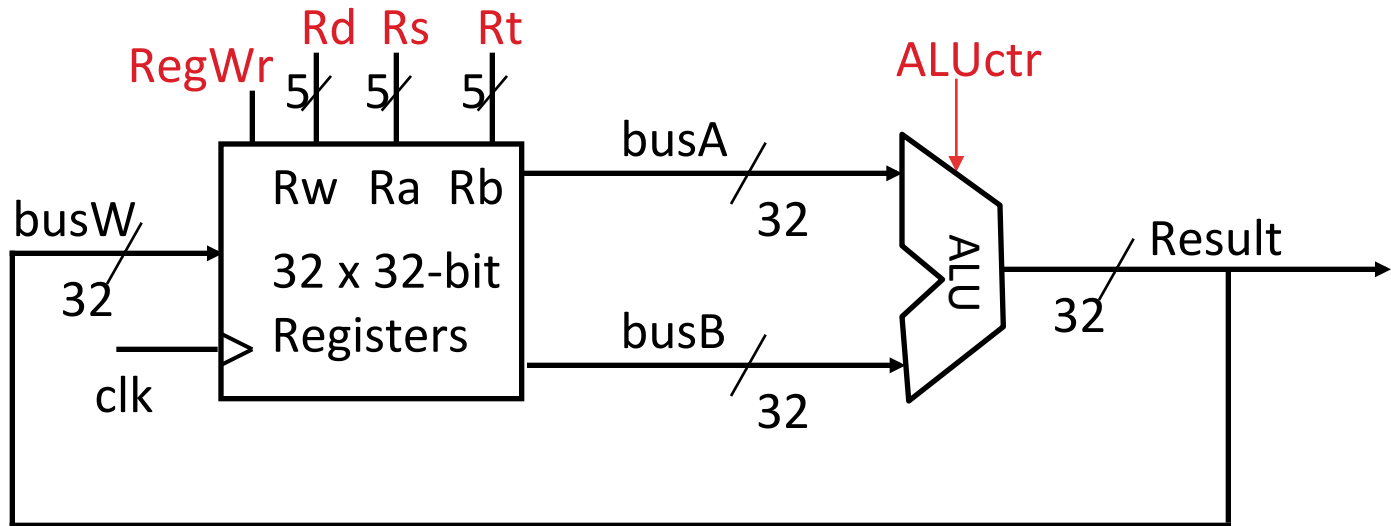 Rd Rs Rt
RegWr
ALUctr
5 5 5
busA
32
Rw Ra Rb
busW
32
32 x 32-bit
Registers
clk
ALU
Result
32
busB
32